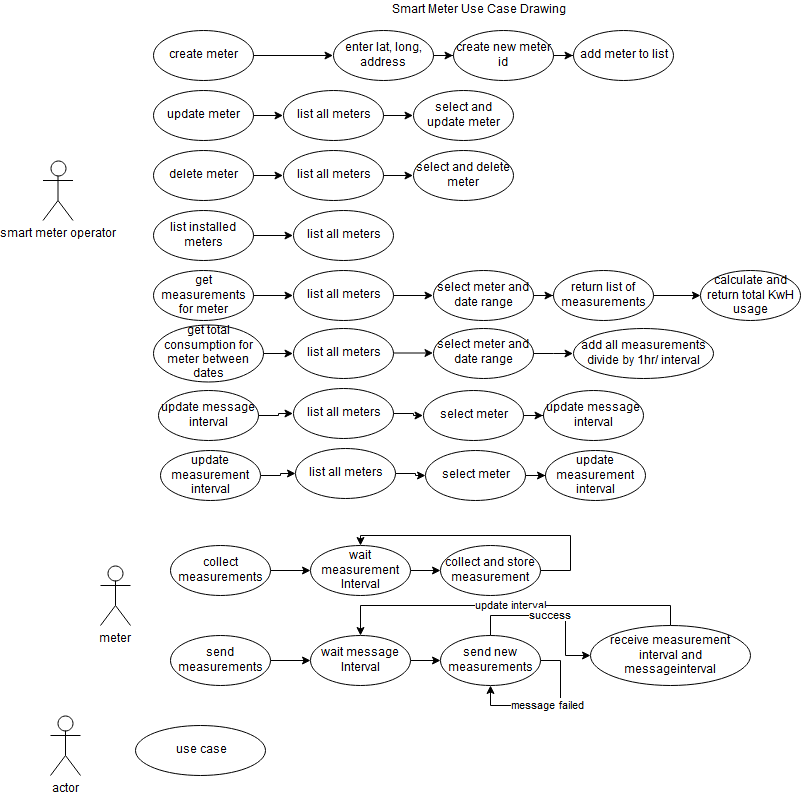 Smart Meter Use Case Drawing
create meter
enter lat, long,
address
create new meter
id
add meter to list
update meter
list all meters
select and
update meter
delete meter
list all meters
select and delete
meter
smart meter operator
list installed
meters
list all meters
get
measurements
for meter
list all meters
select meter and
date range
return list of
measurements
calculate and
return total KwH
usage
get total
consumption for
meter between
dates
list all meters
select meter and
date range
add all measurements
divide by 1hr/ interval
update message
interval
list all meters
select meter
update message
interval
update
measurement
interval
list all meters
select meter
update
measurement
interval
collect
measurements
wait
measurement
Interval
collect and store
measurement
meter
update interval
success
send
measurements
wait message
Interval
send new
measurements
receive measurement
interval and
messageinterval
message failed
actor
use case